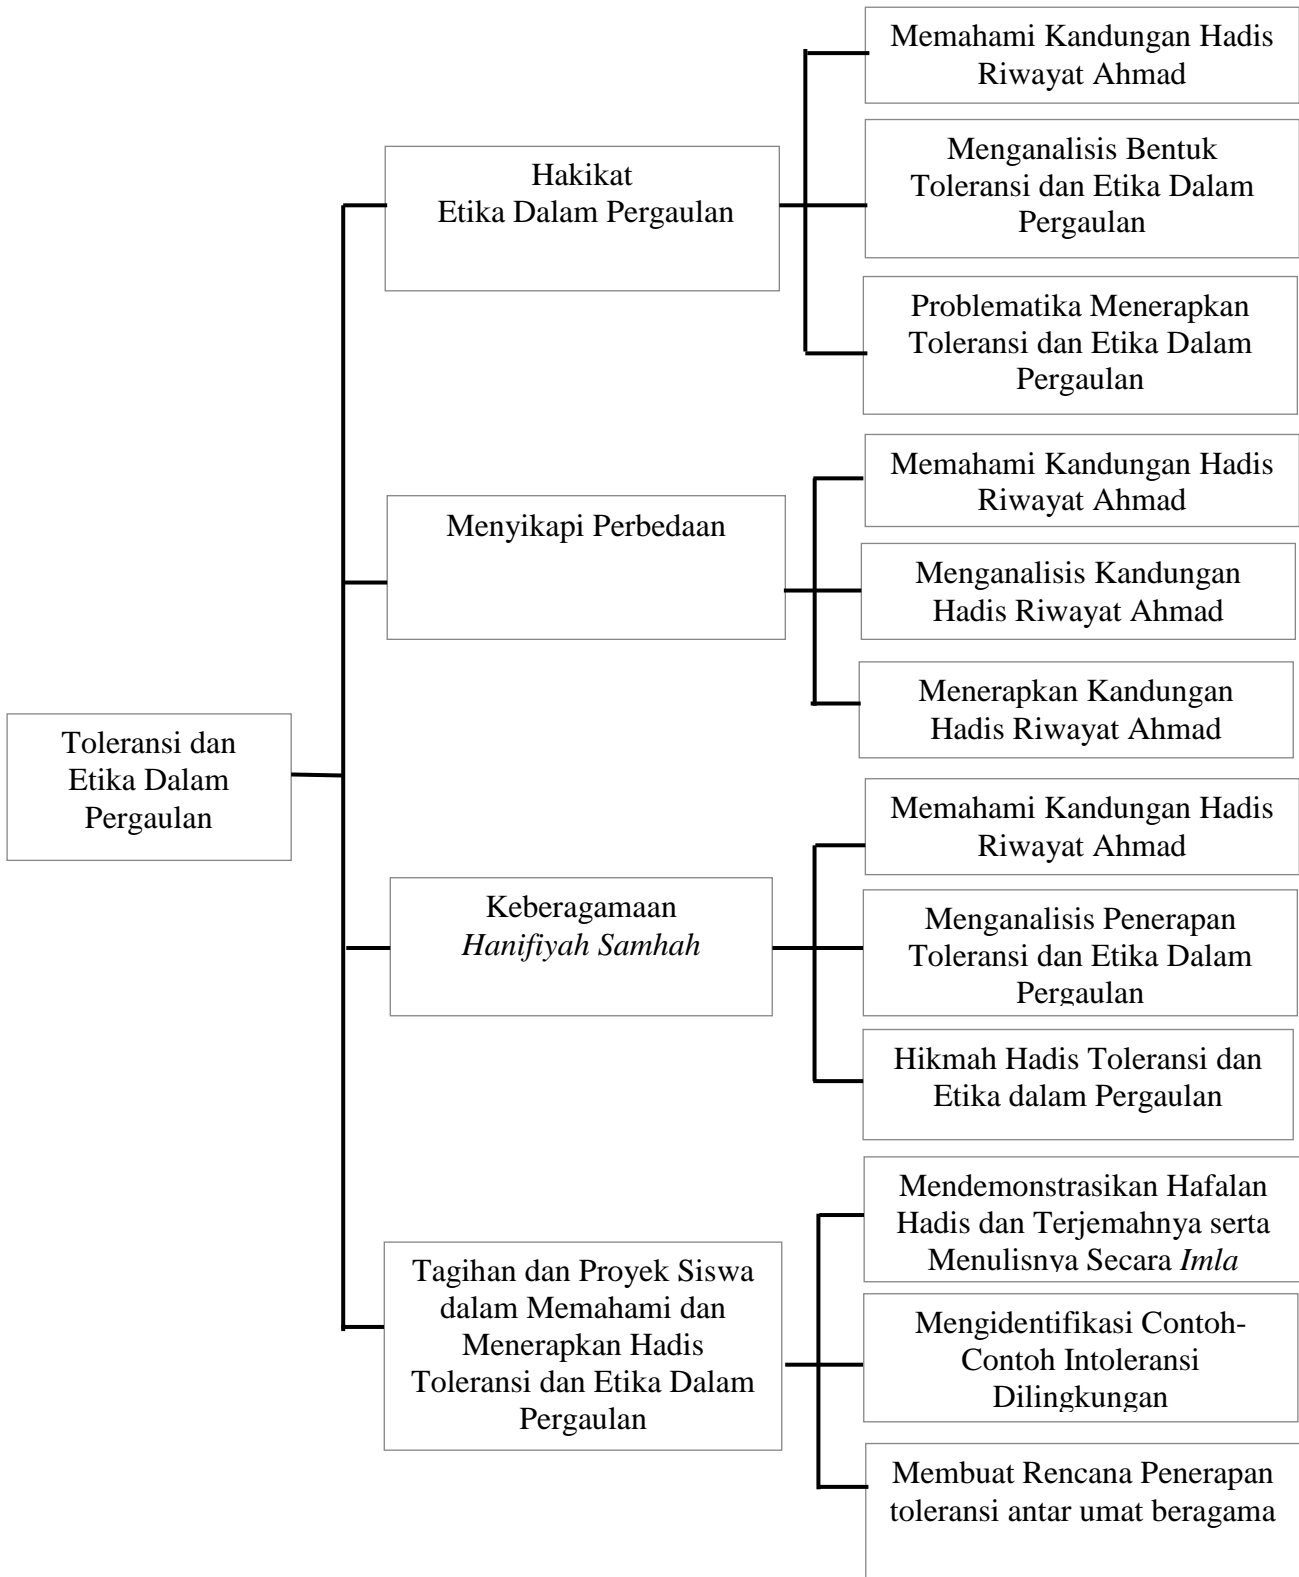 Toleransi dan
Etika Dalam
Pergaulan
Hakikat
Etika Dalam Pergaulan
Memahami Kandungan Hadis
Riwayat Ahmad
Menganalisis Bentuk
Toleransi dan Etika Dalam
Pergaulan
Problematika Menerapkan
Toleransi dan Etika Dalam
Pergaulan
Menyikapi Perbedaan
Memahami Kandungan Hadis
Riwayat Ahmad
Menganalisis Kandungan
Hadis Riwayat Ahmad
Menerapkan Kandungan
Hadis Riwayat Ahmad
Keberagamaan
Hanifiyah Samhah
Memahami Kandungan Hadis
Riwayat Ahmad
Menganalisis Penerapan
Toleransi dan Etika Dalam
Pergaulan
Hikmah Hadis Toleransi dan
Etika dalam Pergaulan
Tagihan dan Proyek Siswa
dalam Memahami dan
Menerapkan Hadis
Toleransi dan Etika Dalam
Pergaulan
Mendemonstrasikan Hafalan
Hadis dan Terjemahnya serta
Menulisnya Secara Imla
Mengidentifikasi Contoh-
Contoh Intoleransi
Dilingkungan
Membuat Rencana Penerapan
toleransi antar umat beragama